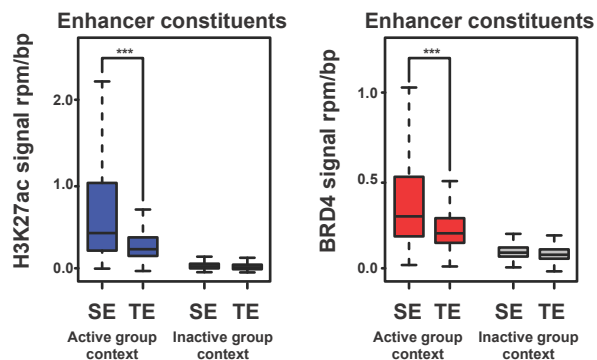 Enhancer constituents
***
H3K27ac signal rpm/bp
2.0
1.0
0.0
SE TE SE TE
Active group context
Inactive group context
Enhancer constituents
***
BRD4 signal rpm/bp
1.0
0.5
0.0
SE TE SE TE
Active group context
Inactive group context